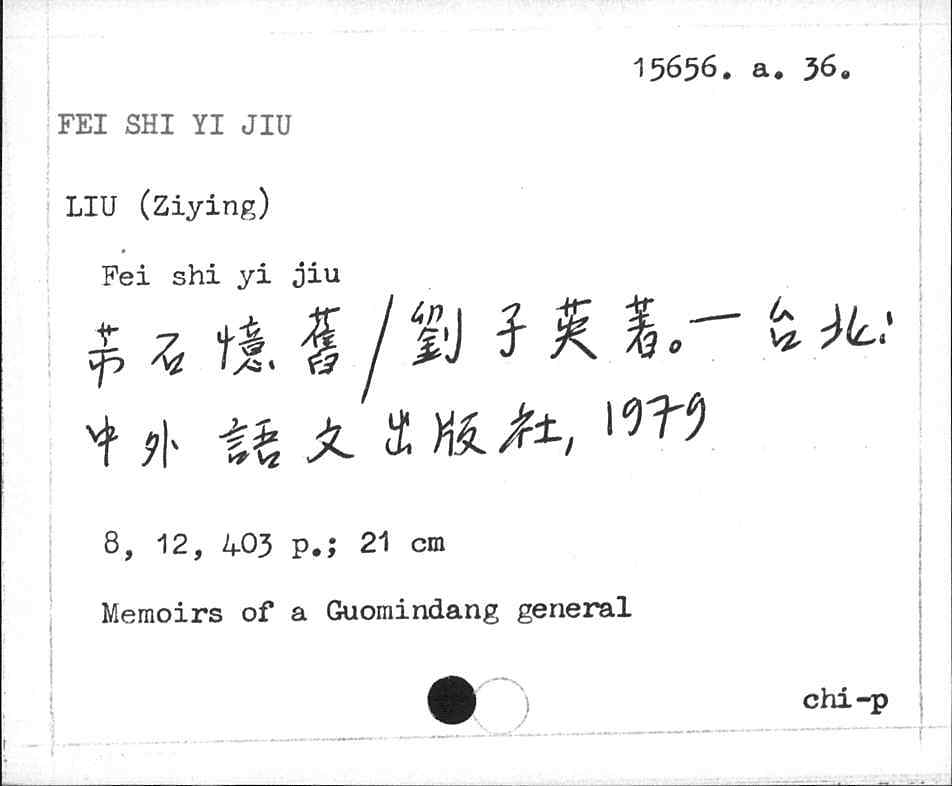 15656. a. 36.
FEI SHI YI JIU
LIU (Ziying)
Fei shi yi jiu
芾石憶舊/劉子英著。— 台北:
中外語文出版社, 1979
8, 12, 403 p.; 21 cm
Memoirs of a Guomindang general
chi-p